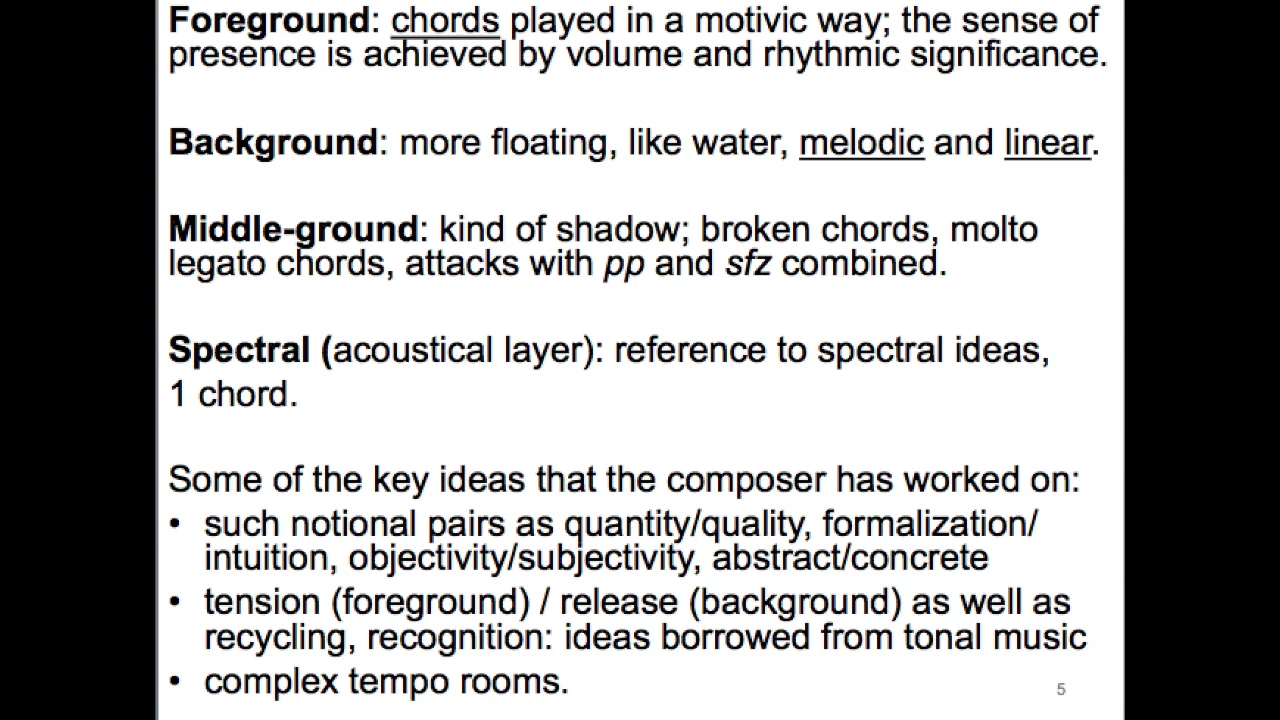 Foreground: chords played in a motivic way; the sense of
presence is achieved by volume and rhythmic significance.
Background: more floating, like water, melodic and linear.
Middle-ground: kind of shadow; broken chords, molto
legato chords, attacks with pp and sfz combined.
Spectral (acoustical layer): reference to spectral ideas,
1 chord.
Some of the key ideas that the composer has worked on:
• such notional pairs as quantity/quality, formalization/
intuition, objectivity/subjectivity, abstract/concrete
• tension (foreground) / release (background) as well as
recycling, recognition: ideas borrowed from tonal music
• complex tempo rooms.
5